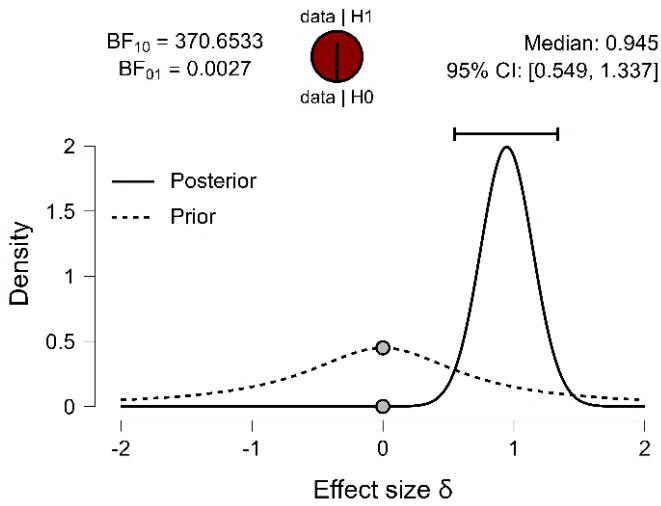 data | H1
BF₁₀ = 370.6533
BF₀₁ = 0.0027
data | H0
Median: 0.945
95% CI: [0.549, 1.337]
Posterior
Prior
Density
2
1.5
1
0.5
0
-2
-1
0
1
2
Effect size δ